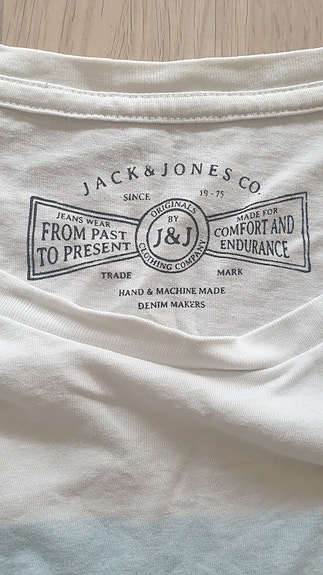 JACK & JONES CO.
SINCE 19-75
JEANS WEAR
FROM PAST
TO PRESENT
ORIGINALS
BY
J&J
CLOTHING COMPANY
MADE FOR
COMFORT AND
ENDURANCE
TRADE MARK
HAND & MACHINE MADE
DENIM MAKERS